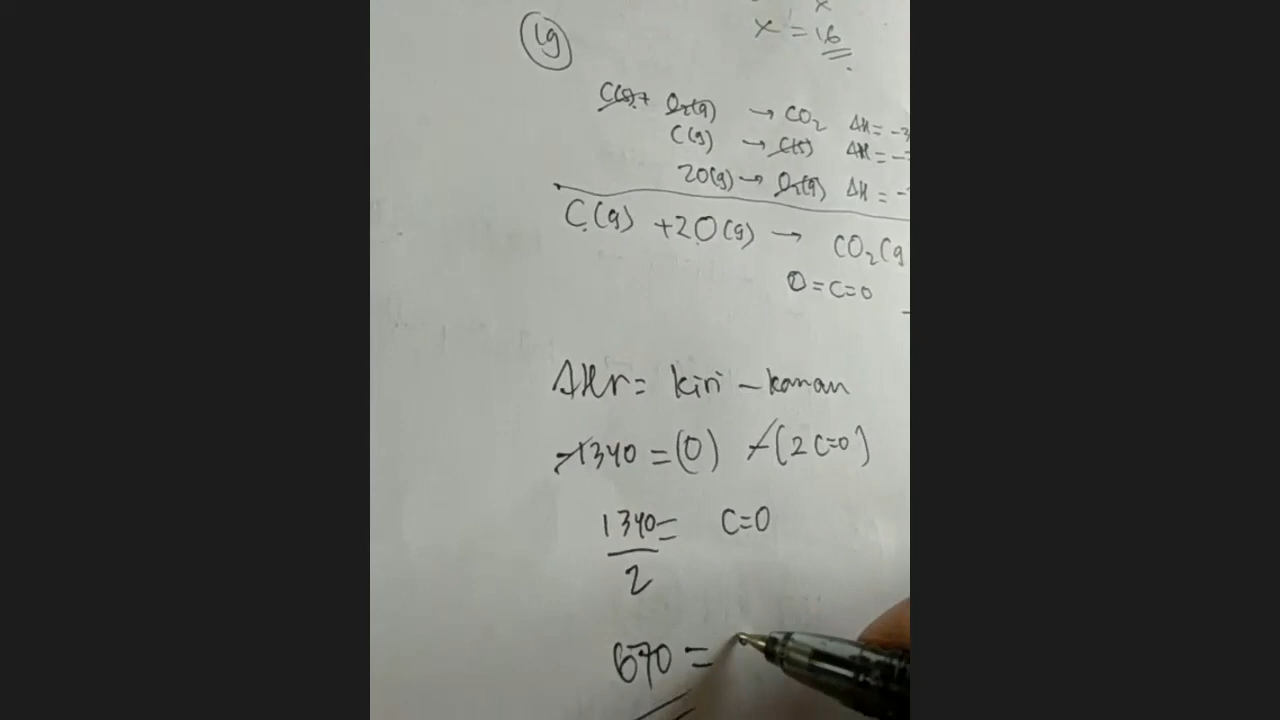 x
x = 16
19
C(s) + O₂(g) → CO₂ ΔH = -3
C(g) → C(s) ΔH = -
2O(g) → O₂(g) ΔH = -
C(g) + 2O(g) → CO₂(g
O=C=O
ΔHr = kiri - kanan
-1340 = (0) - (2 C=O)
1340 = C=O
2
670 =